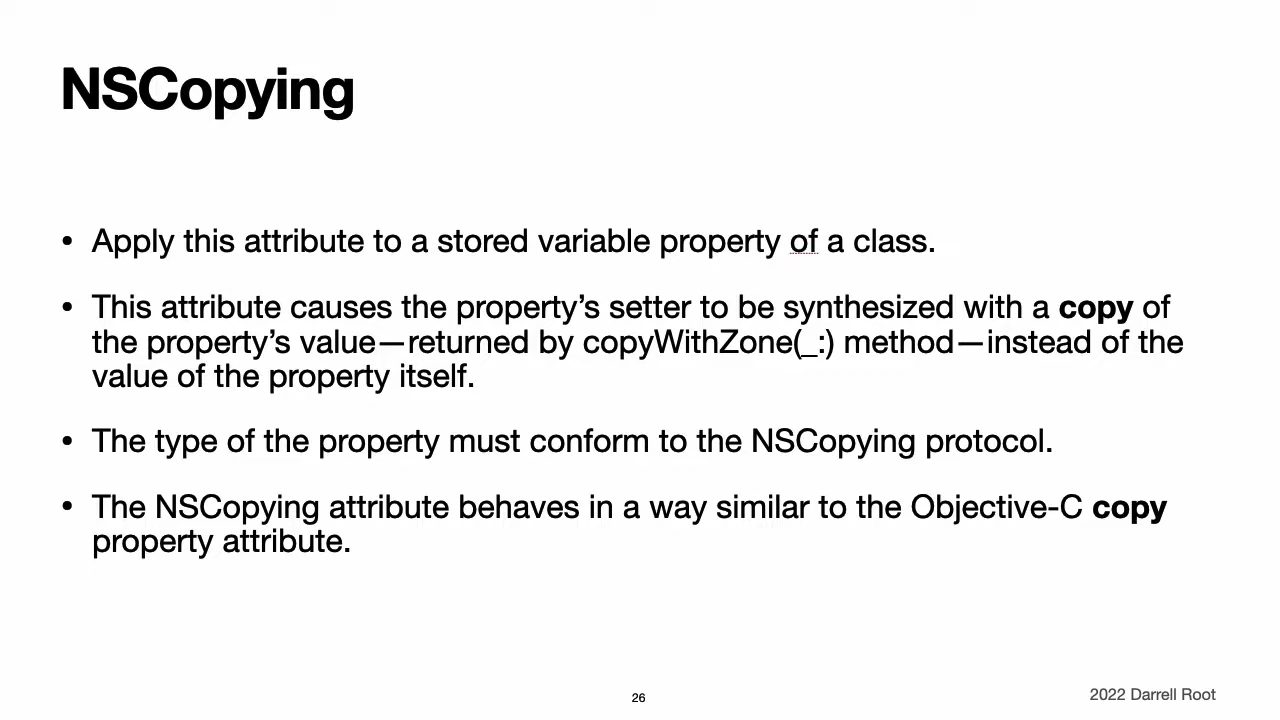 NSCopying
• Apply this attribute to a stored variable property of a class.
• This attribute causes the property’s setter to be synthesized with a copy of
the property’s value—returned by copyWithZone(_:) method—instead of the
value of the property itself.
• The type of the property must conform to the NSCopying protocol.
• The NSCopying attribute behaves in a way similar to the Objective-C copy
property attribute.
26
2022 Darrell Root